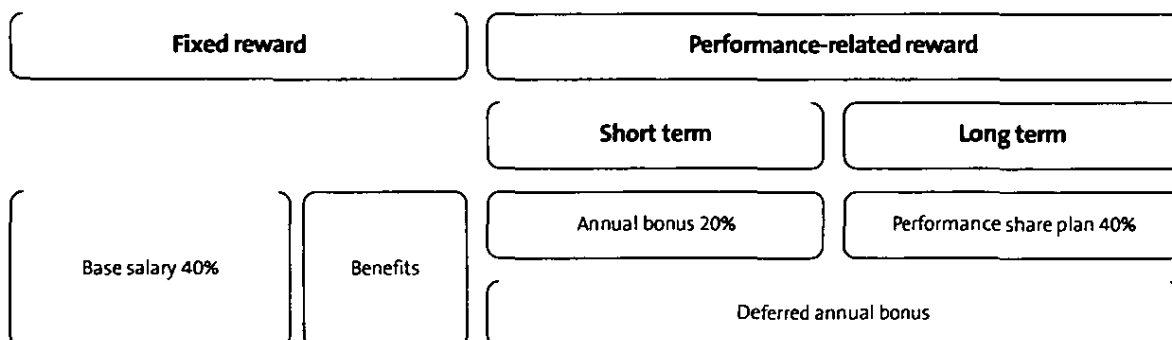 Fixed reward
Performance-related reward
Short term
Long term
Annual bonus 20%
Performance share plan 40%
Base salary 40%
Benefits
Deferred annual bonus